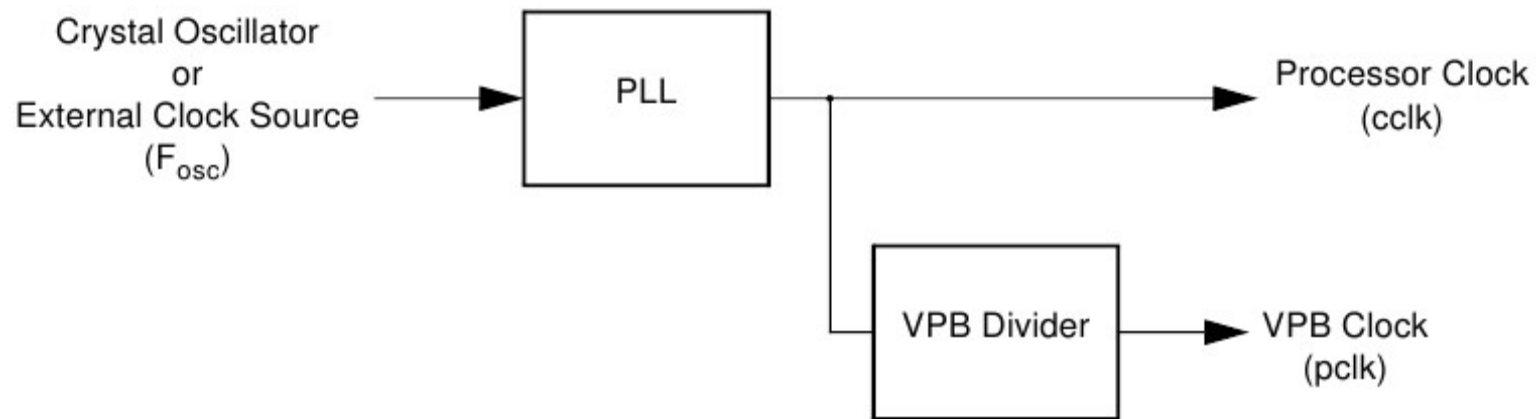 Crystal Oscillator
or
External Clock Source
(Fosc)
PLL
Processor Clock
(cclk)
VPB Divider
VPB Clock
(pclk)